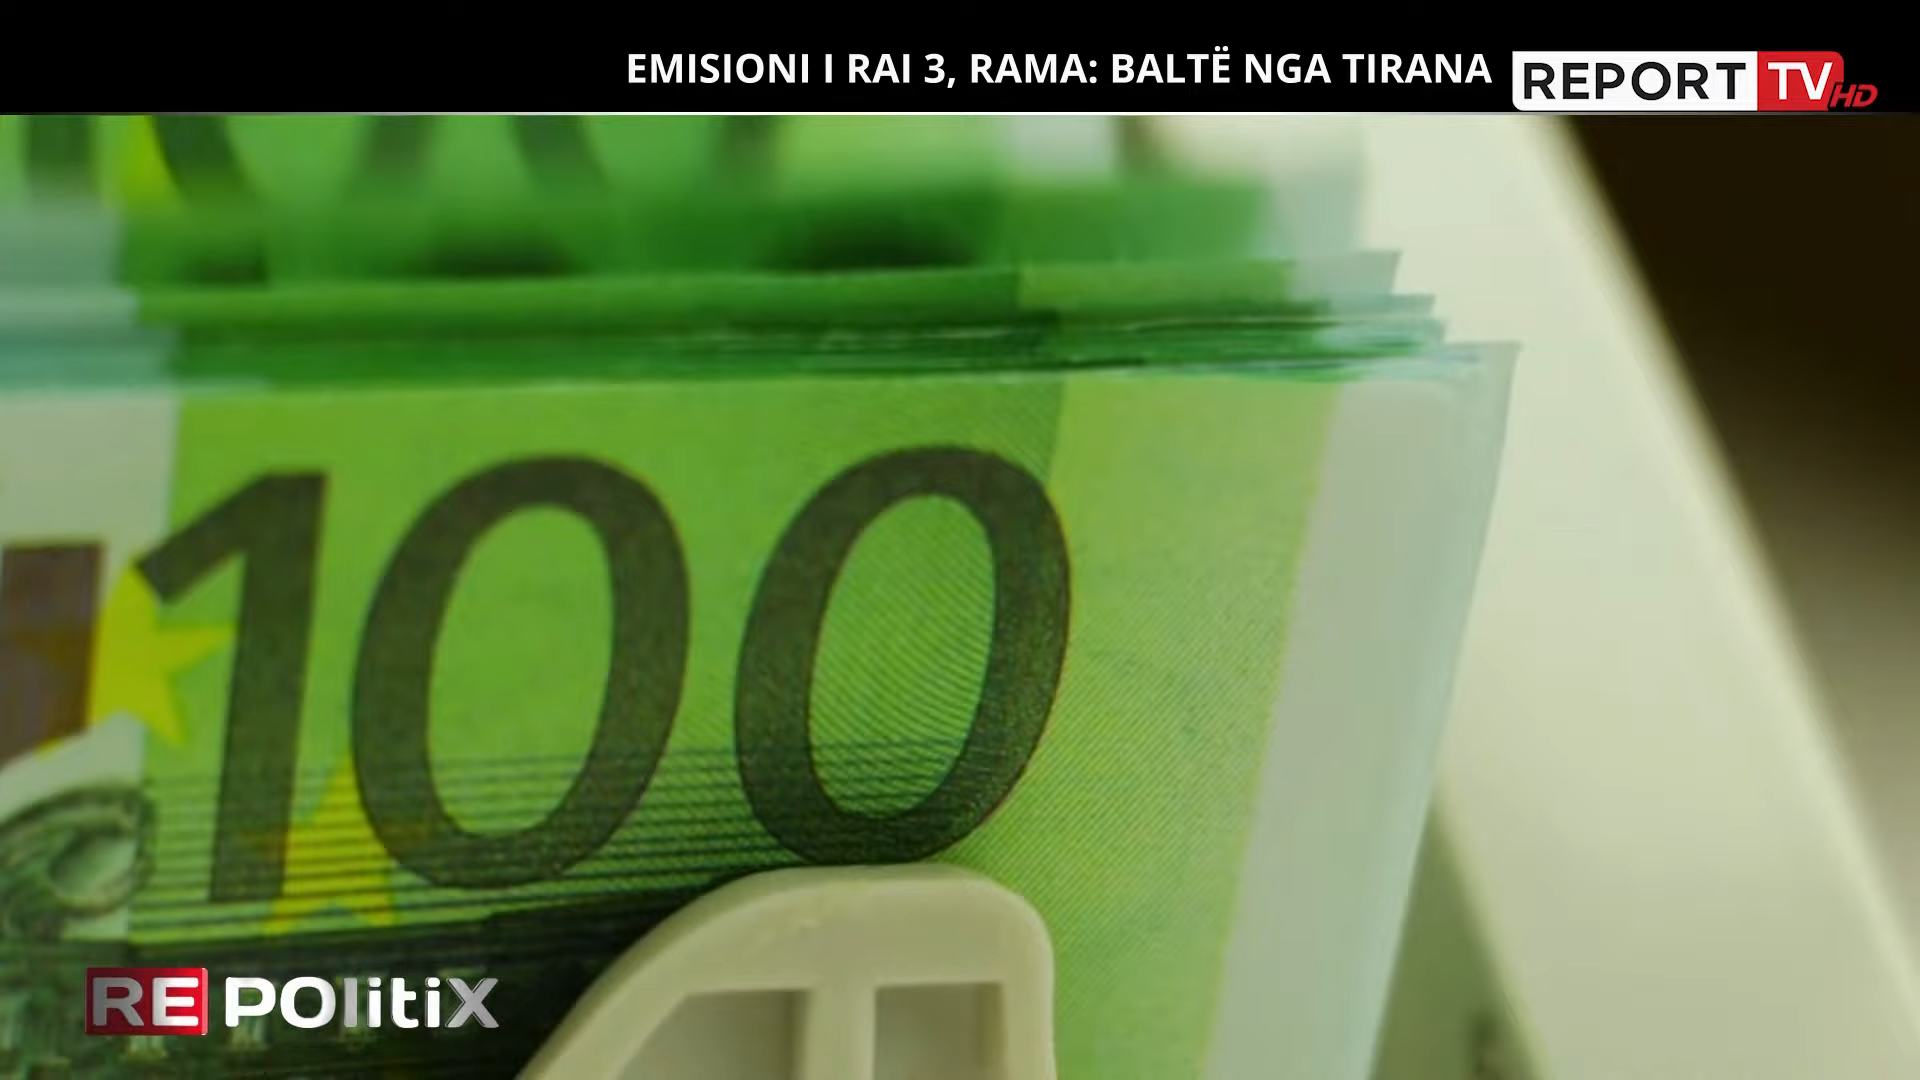 EMISIONI I RAI 3, RAMA: BALTË NGA TIRANA
REPORT TV HD
100
RE POlitiX